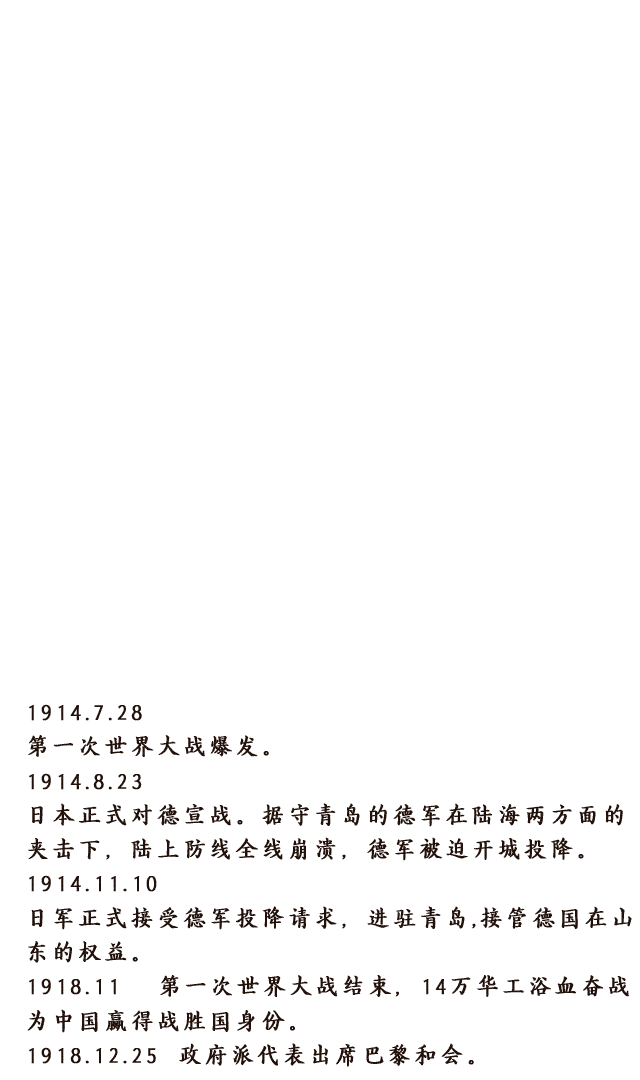 1914.7.28
第一次世界大战爆发。
1914.8.23
日本正式对德宣战。据守青岛的德军在陆海两方面的
夹击下，陆上防线全线崩溃，德军被迫开城投降。
1914.11.10
日军正式接受德军投降请求，进驻青岛,接管德国在山
东的权益。
1918.11 第一次世界大战结束，14万华工浴血奋战
为中国赢得战胜国身份。
1918.12.25 政府派代表出席巴黎和会。